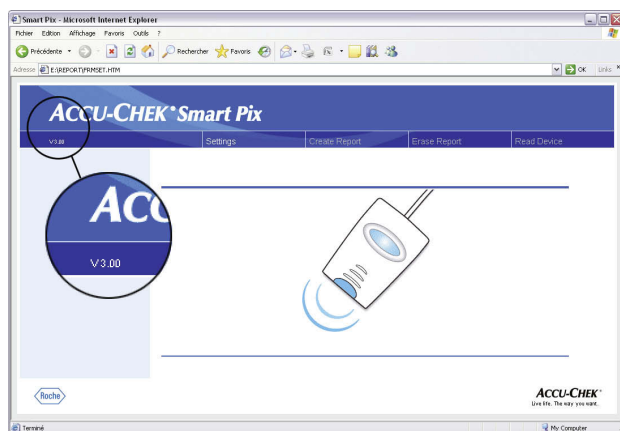 Smart Pix - Microsoft Internet Explorer
Fichier Edition Affichage Favoris Outils ?
Précédente Rechercher Favoris
Adresse E:\REPORT\FRMSET.HTM OK Links
ACCU-CHEK Smart Pix
V3.00 Settings Create Report Erase Report Read Device
ACC
V3.00
Roche
ACCU-CHEK
Live life. The way you want.
Terminé My Computer